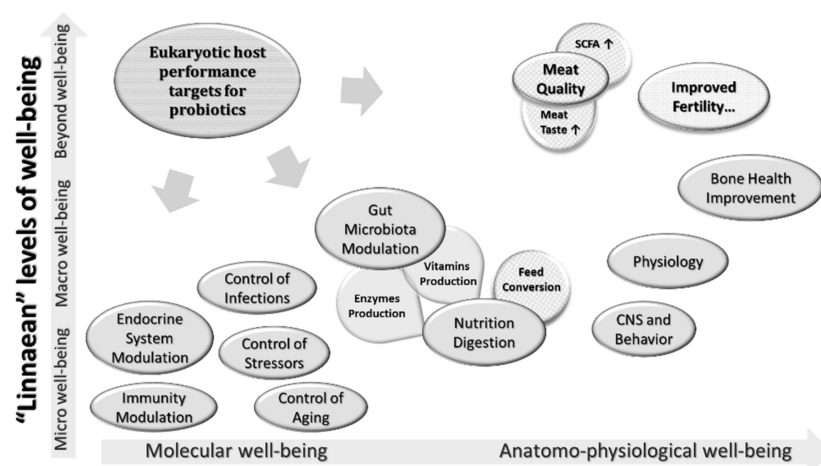 "Linnaean" levels of well-being
Beyond well-being
Macro well-being
Micro well-being
Eukaryotic host
performance
targets for
probiotics
SCFA ↑
Meat
Quality
Meat
Taste ↑
Improved
Fertility...
Bone Health
Improvement
Gut
Microbiota
Modulation
Vitamins
Production
Enzymes
Production
Feed
Conversion
Nutrition
Digestion
Physiology
CNS and
Behavior
Control of
Infections
Endocrine
System
Modulation
Control of
Stressors
Immunity
Modulation
Control of
Aging
Molecular well-being
Anatomo-physiological well-being